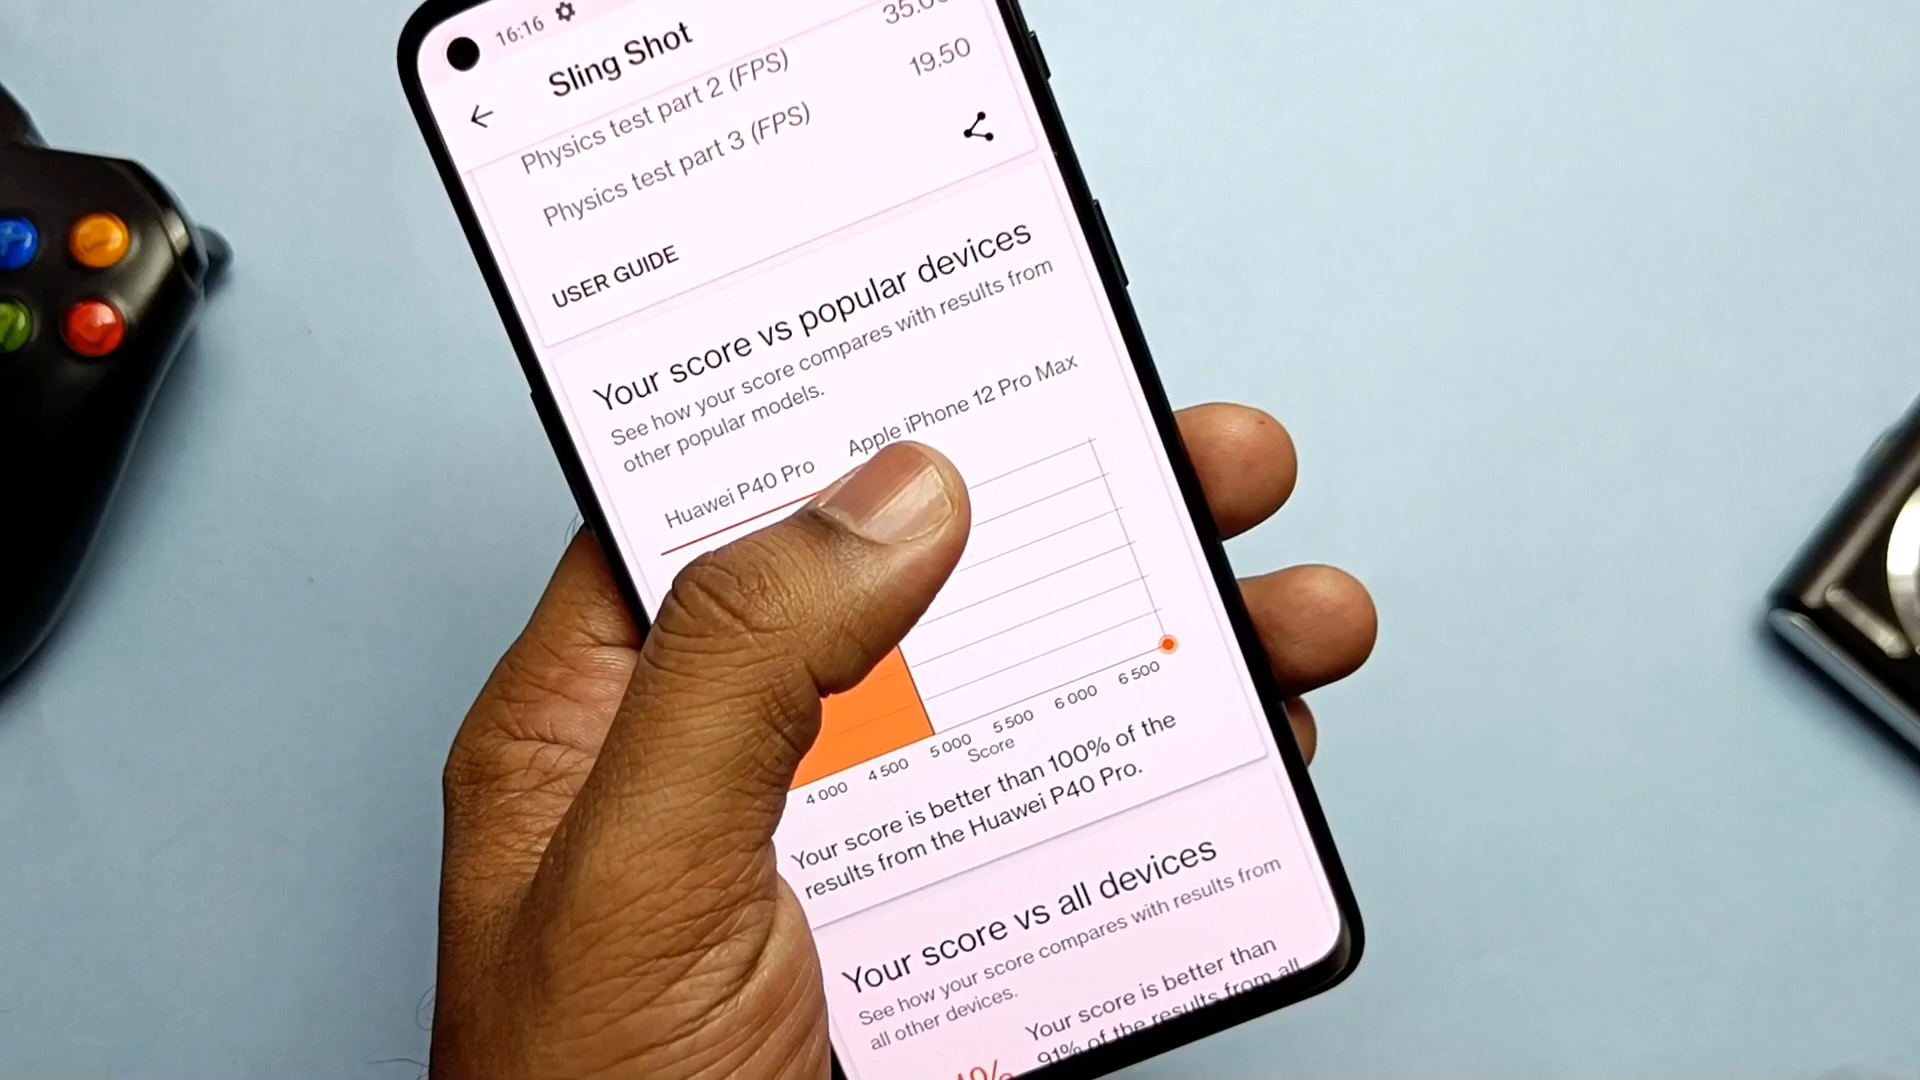 16:16
Sling Shot
Physics test part 2 (FPS)
35.0
Physics test part 3 (FPS)
19.50
USER GUIDE
Your score vs popular devices
See how your score compares with results from
other popular models.
Huawei P40 Pro
Apple iPhone 12 Pro Max
4 000 4 500 5 000 5 500 6 000 6 500
Score
Your score is better than 100% of the
results from the Huawei P40 Pro.
Your score vs all devices
See how your score compares with results from
all other devices.
Your score is better than
91% of the results from all